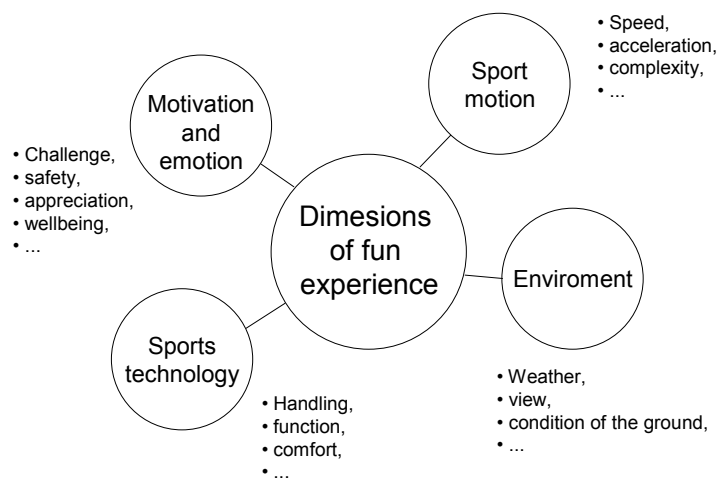 Motivation
and
emotion
• Challenge,
• safety,
• appreciation,
• wellbeing,
• ...
Sport
motion
• Speed,
• acceleration,
• complexity,
• ...
Dimesions
of fun
experience
Enviroment
• Weather,
• view,
• condition of the ground,
• ...
Sports
technology
• Handling,
• function,
• comfort,
• ...